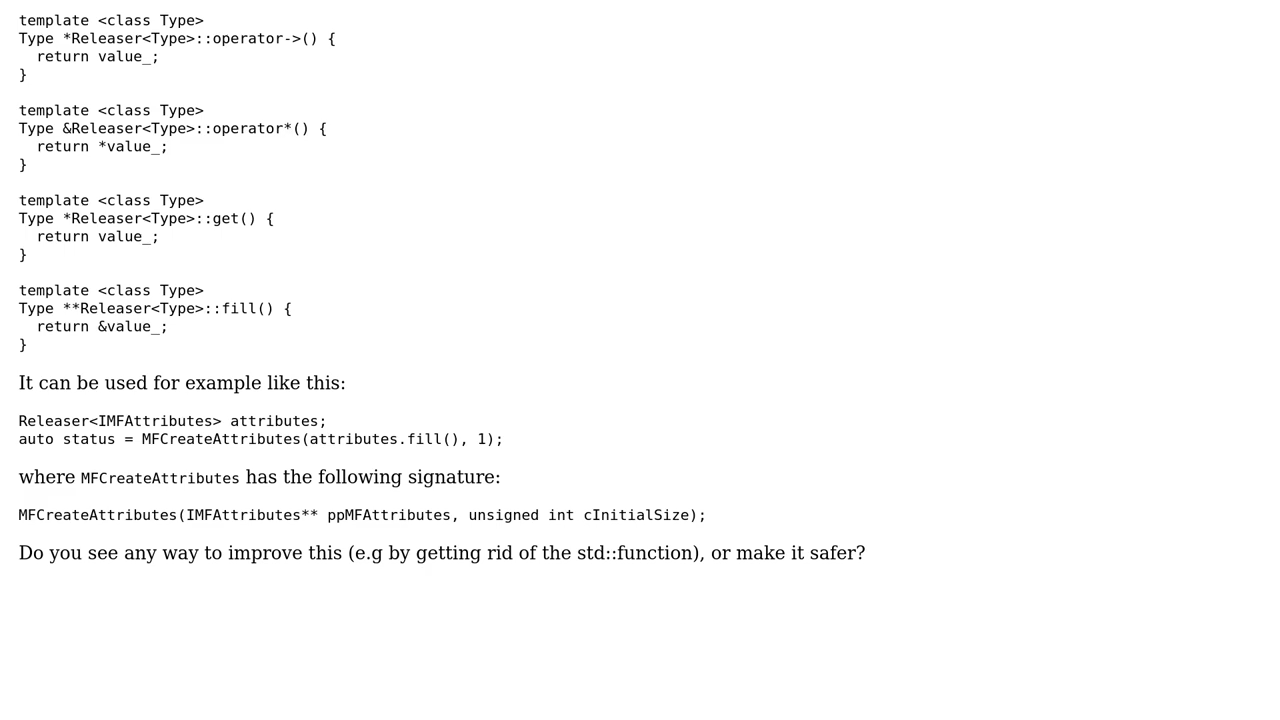 template <class Type>
Type *Releaser<Type>::operator->() {
  return value_;
}

template <class Type>
Type &Releaser<Type>::operator*() {
  return *value_;
}

template <class Type>
Type *Releaser<Type>::get() {
  return value_;
}

template <class Type>
Type **Releaser<Type>::fill() {
  return &value_;
}
It can be used for example like this:
Releaser<IMFAttributes> attributes;
auto status = MFCreateAttributes(attributes.fill(), 1);
where MFCreateAttributes has the following signature:
MFCreateAttributes(IMFAttributes** ppMFAttributes, unsigned int cInitialSize);
Do you see any way to improve this (e.g by getting rid of the std::function), or make it safer?